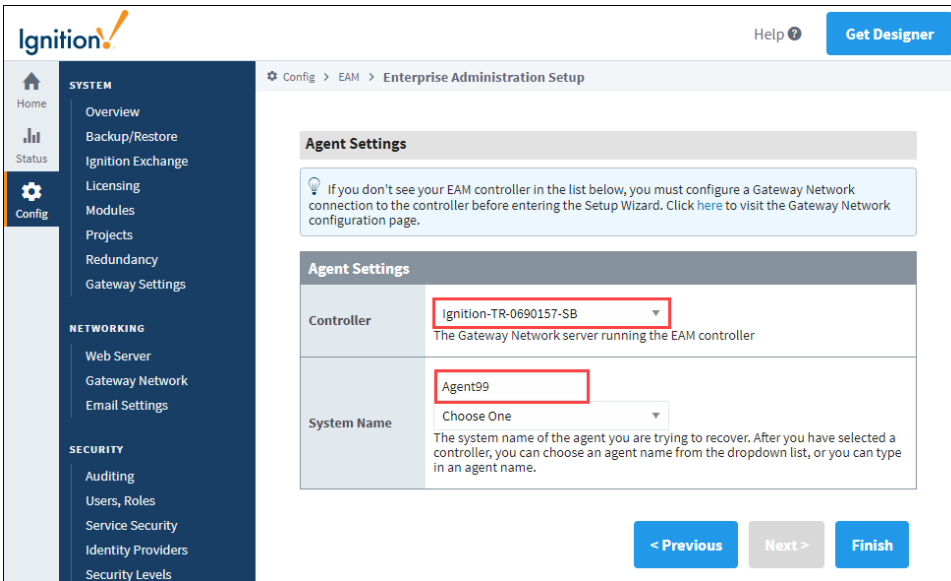 Ignition!
Help ?
Get Designer
Home
Status
Config
SYSTEM
Overview
Backup/Restore
Ignition Exchange
Licensing
Modules
Projects
Redundancy
Gateway Settings
NETWORKING
Web Server
Gateway Network
Email Settings
SECURITY
Auditing
Users, Roles
Service Security
Identity Providers
Security Levels
Config > EAM > Enterprise Administration Setup
Agent Settings
If you don't see your EAM controller in the list below, you must configure a Gateway Network
connection to the controller before entering the Setup Wizard. Click here to visit the Gateway Network
configuration page.
Agent Settings
Controller
Ignition-TR-0690157-SB
The Gateway Network server running the EAM controller
System Name
Agent99
Choose One
The system name of the agent you are trying to recover. After you have selected a
controller, you can choose an agent name from the dropdown list, or you can type
in an agent name.
< Previous
Next >
Finish